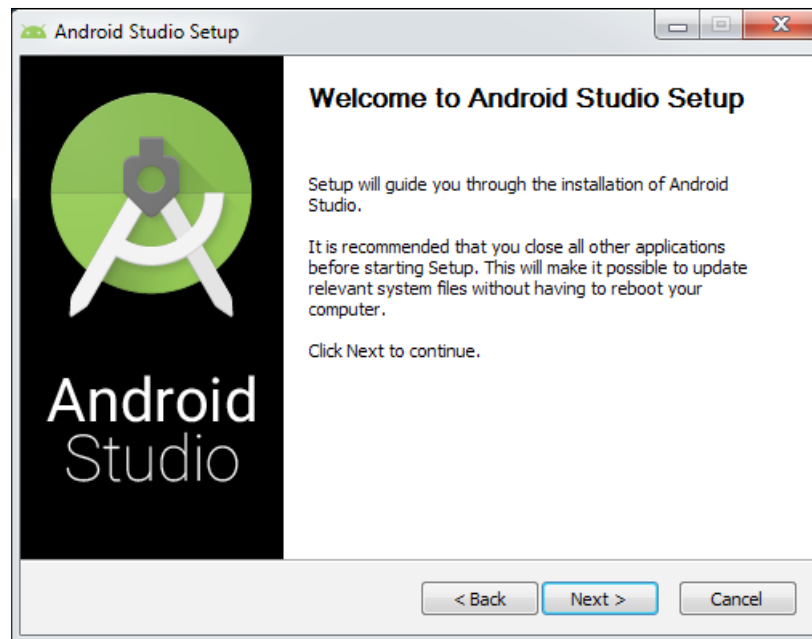 Android Studio Setup
Welcome to Android Studio Setup
Setup will guide you through the installation of Android
Studio.
It is recommended that you close all other applications
before starting Setup. This will make it possible to update
relevant system files without having to reboot your
computer.
Click Next to continue.
Android
Studio
< Back
Next >
Cancel